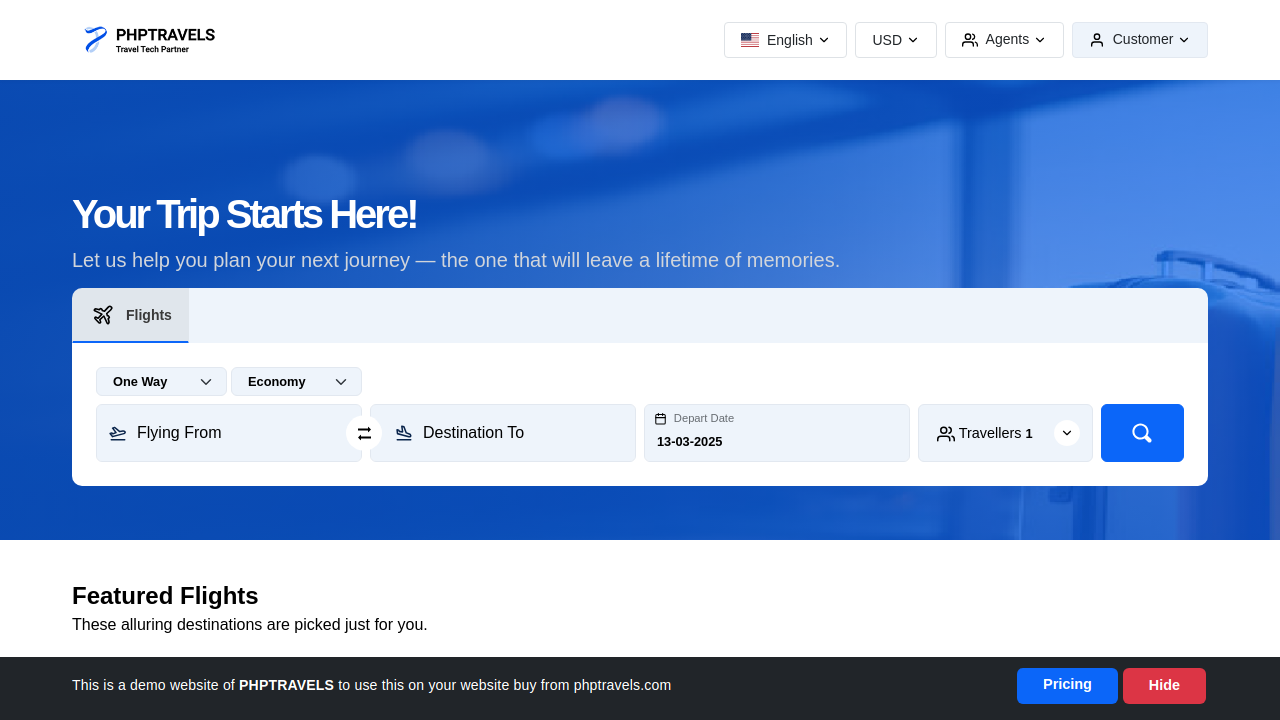 PHPTRAVELS
Travel Tech Partner
English
USD
Agents
Customer
Your Trip Starts Here!
Let us help you plan your next journey — the one that will leave a lifetime of memories.
Flights
One Way
Economy
Flying From
Destination To
Depart Date
13-03-2025
Travellers 1
Featured Flights
These alluring destinations are picked just for you.
This is a demo website of PHPTRAVELS to use this on your website buy from phptravels.com
Pricing
Hide